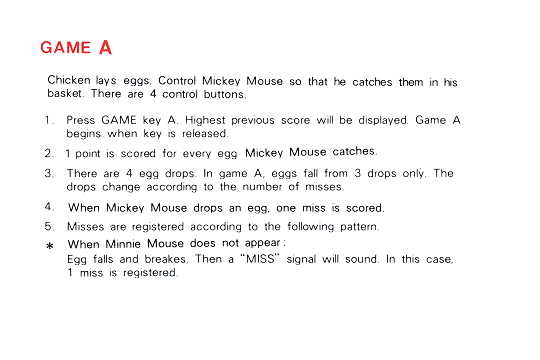 GAME A
Chicken lays eggs. Control Mickey Mouse so that he catches them in his
basket. There are 4 control buttons.
1. Press GAME key A. Highest previous score will be displayed. Game A
begins when key is released.
2. 1 point is scored for every egg Mickey Mouse catches.
3. There are 4 egg drops. In game A, eggs fall from 3 drops only. The
drops change according to the number of misses.
4. When Mickey Mouse drops an egg, one miss is scored.
5. Misses are registered according to the following pattern.
* When Minnie Mouse does not appear:
Egg falls and breakes. Then a "MISS" signal will sound. In this case,
1 miss is registered.